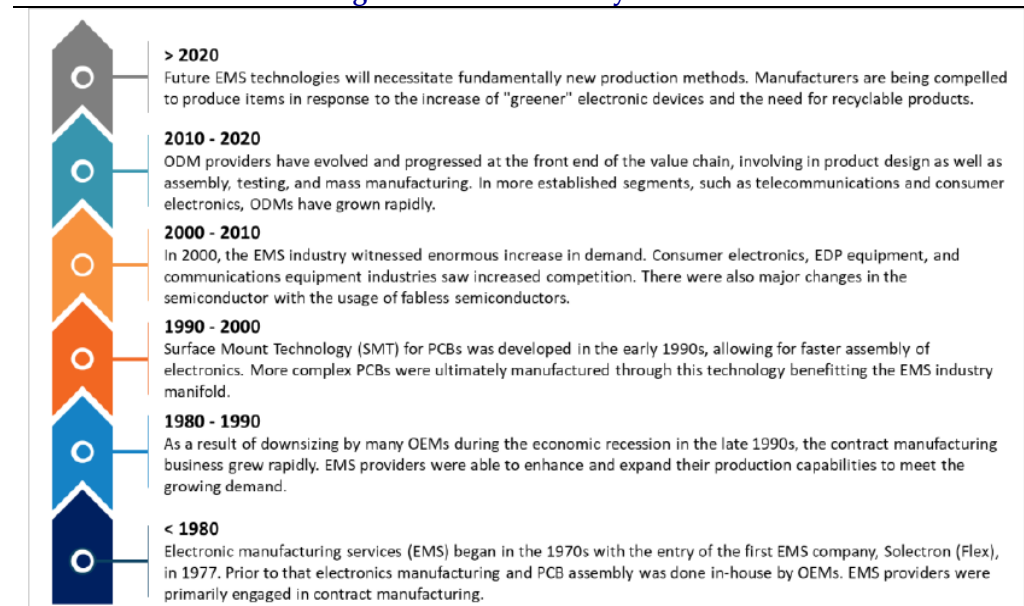 > 2020
Future EMS technologies will necessitate fundamentally new production methods. Manufacturers are being compelled
to produce items in response to the increase of "greener" electronic devices and the need for recyclable products.
2010 - 2020
ODM providers have evolved and progressed at the front end of the value chain, involving in product design as well as
assembly, testing, and mass manufacturing. In more established segments, such as telecommunications and consumer
electronics, ODMs have grown rapidly.
2000 - 2010
In 2000, the EMS industry witnessed enormous increase in demand. Consumer electronics, EDP equipment, and
communications equipment industries saw increased competition. There were also major changes in the
semiconductor with the usage of fabless semiconductors.
1990 - 2000
Surface Mount Technology (SMT) for PCBs was developed in the early 1990s, allowing for faster assembly of
electronics. More complex PCBs were ultimately manufactured through this technology benefitting the EMS industry
manifold.
1980 - 1990
As a result of downsizing by many OEMs during the economic recession in the late 1990s, the contract manufacturing
business grew rapidly. EMS providers were able to enhance and expand their production capabilities to meet the
growing demand.
< 1980
Electronic manufacturing services (EMS) began in the 1970s with the entry of the first EMS company, Solectron (Flex),
in 1977. Prior to that electronics manufacturing and PCB assembly was done in-house by OEMs. EMS providers were
primarily engaged in contract manufacturing.